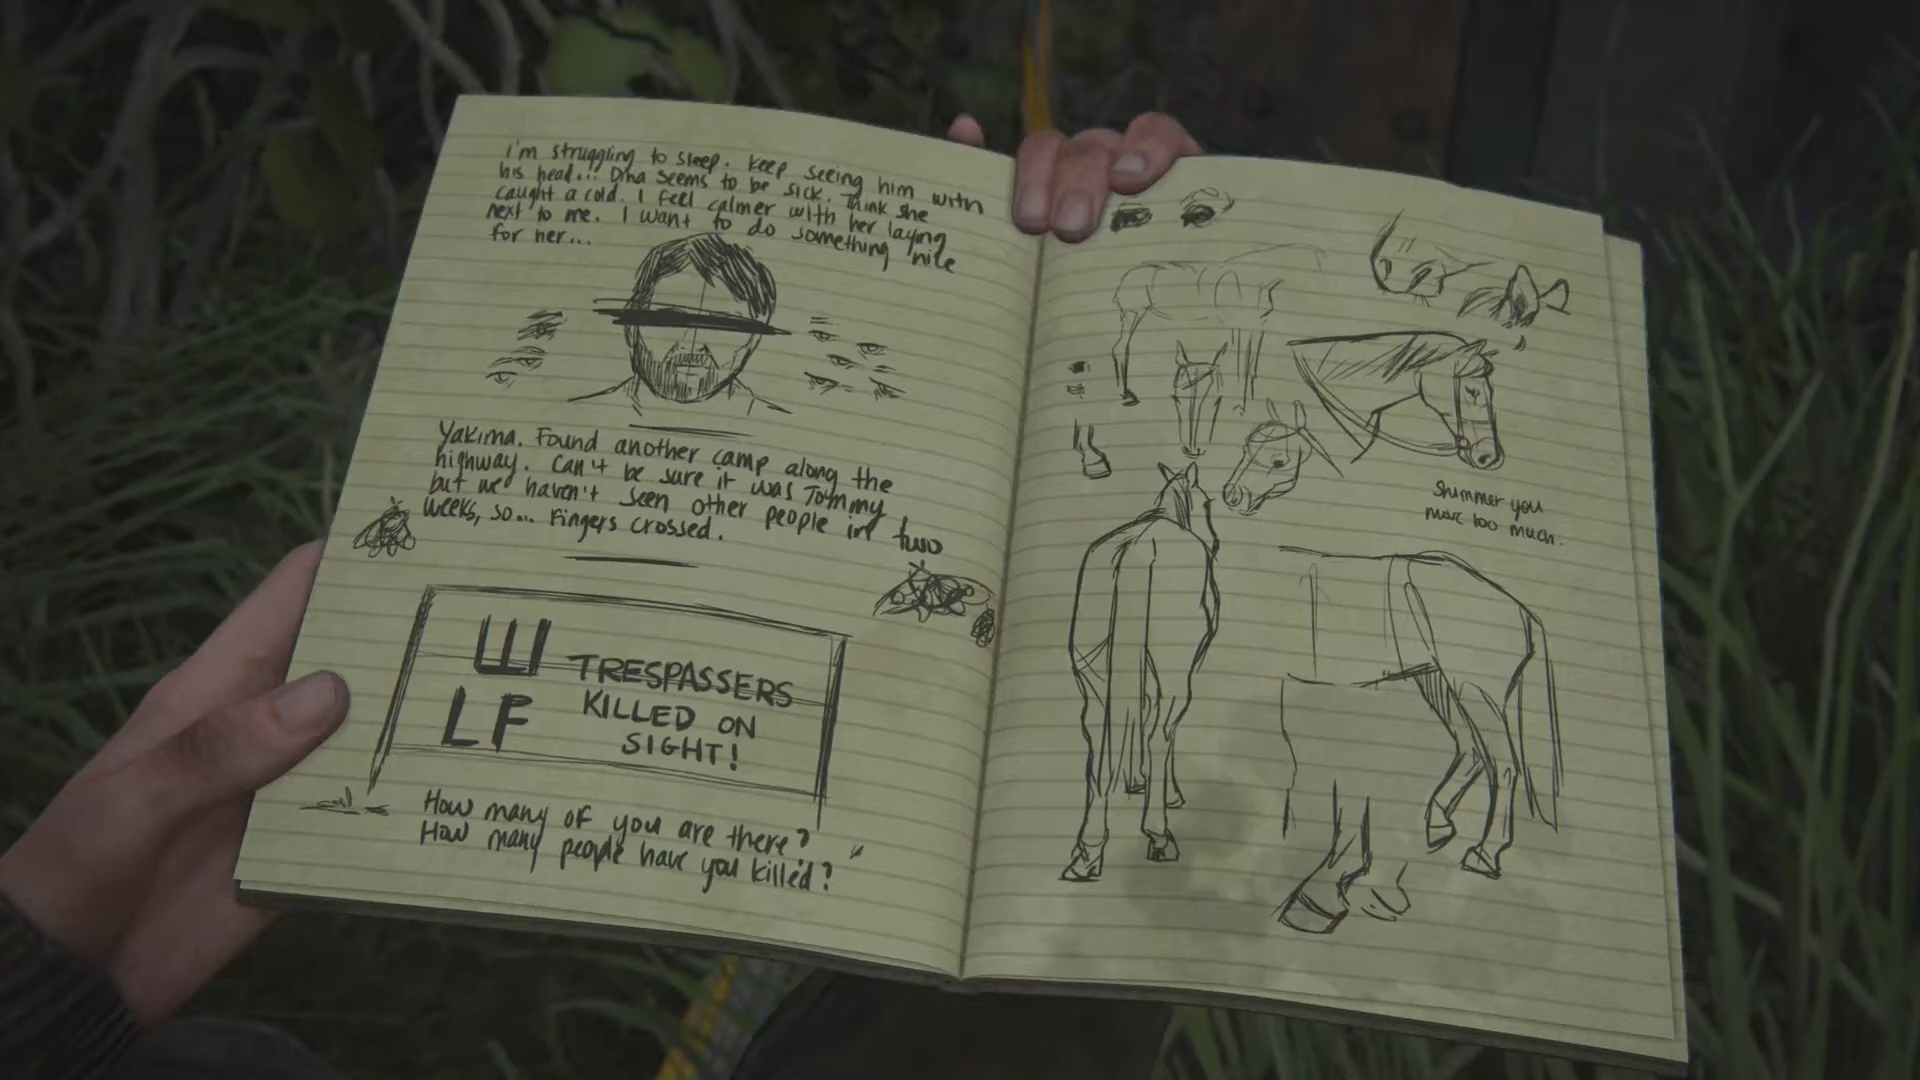 I'm struggling to sleep. Keep seeing him with
his head... Dina seems to be sick. Think she
caught a cold. I feel calmer with her laying
next to me. I want to do something nice
for her...
Yakima. Found another camp along the
highway. Can't be sure it was Tommy
but we haven't seen other people in two
weeks, so... Fingers crossed.
W
LF
TRESPASSERS
KILLED ON
SIGHT!
How many of you are there?
How many people have you killed?
Shimmer you
move too much.